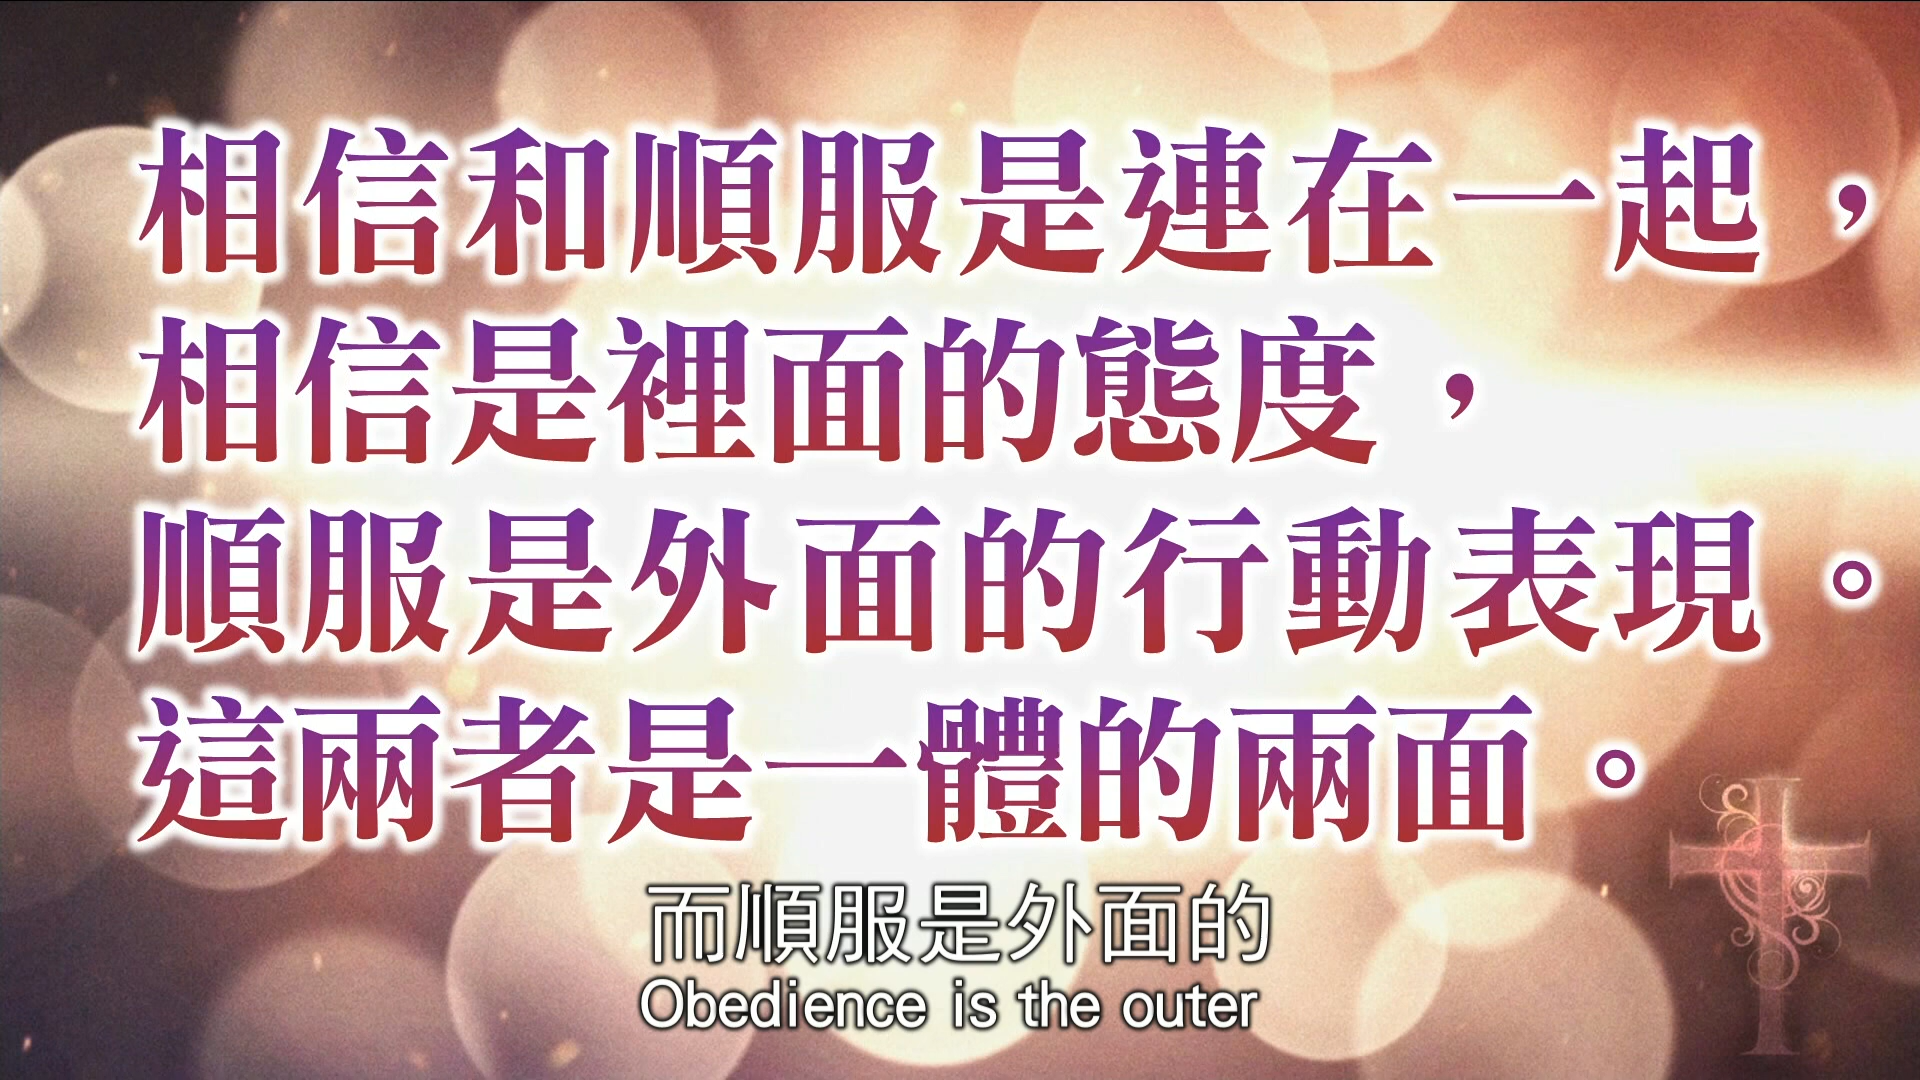 相信和順服是連在一起，
相信是裡面的態度，
順服是外面的行動表現。
這兩者是一體的兩面。
而順服是外面的
Obedience is the outer